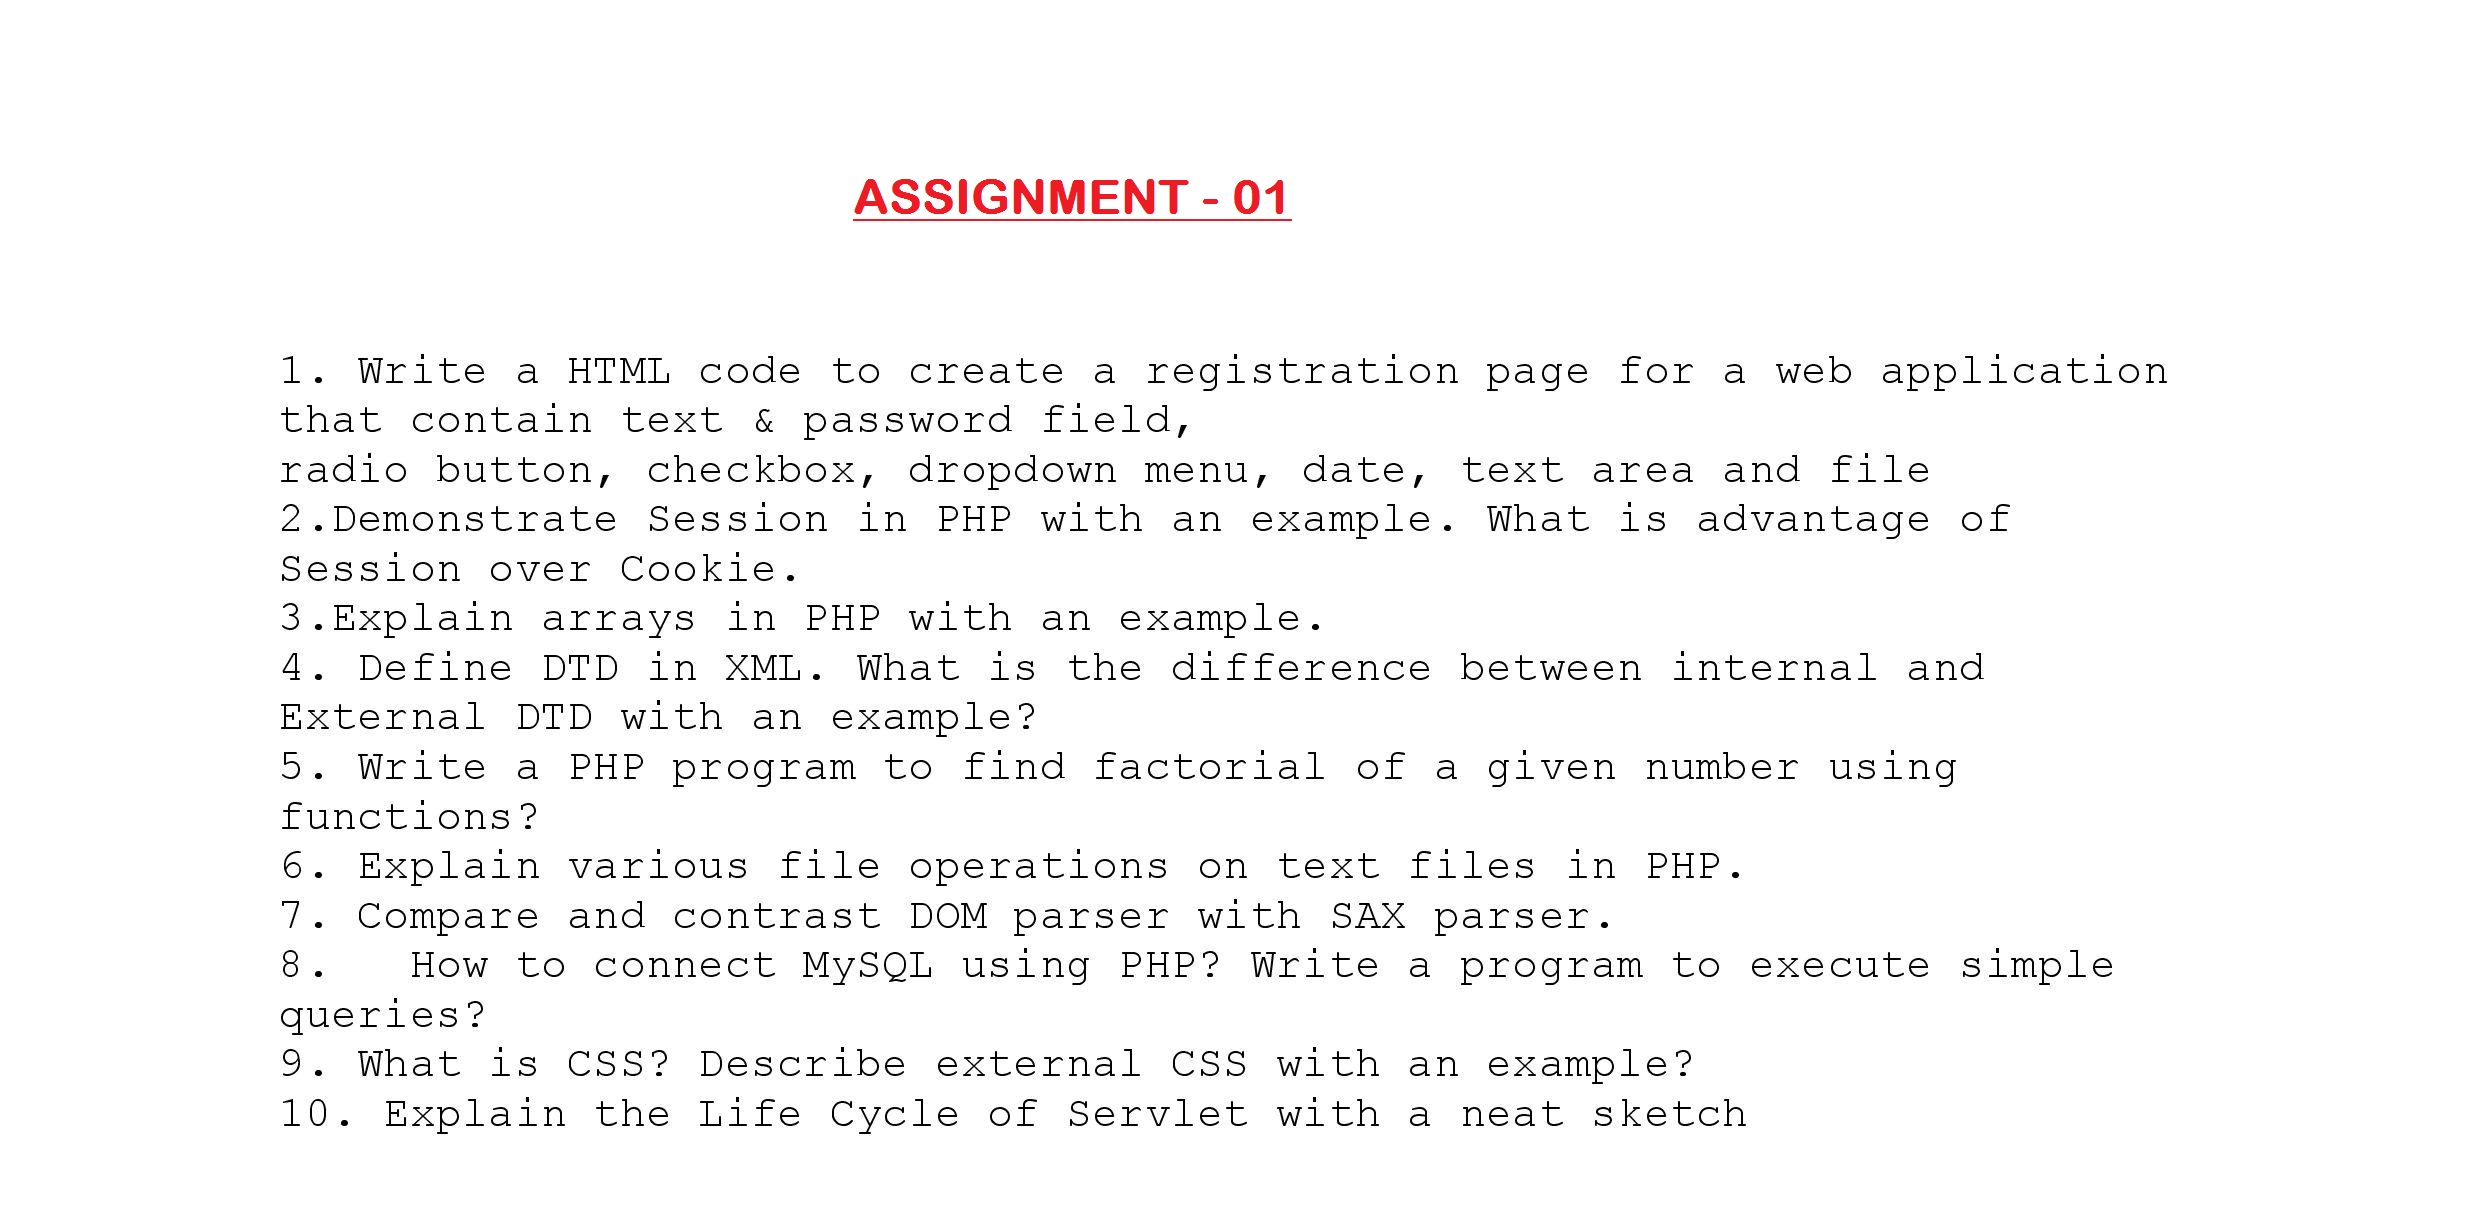 ASSIGNMENT - 01
1. Write a HTML code to create a registration page for a web application
that contain text & password field,
radio button, checkbox, dropdown menu, date, text area and file
2.Demonstrate Session in PHP with an example. What is advantage of
Session over Cookie.
3.Explain arrays in PHP with an example.
4. Define DTD in XML. What is the difference between internal and
External DTD with an example?
5. Write a PHP program to find factorial of a given number using
functions?
6. Explain various file operations on text files in PHP.
7. Compare and contrast DOM parser with SAX parser.
8.   How to connect MySQL using PHP? Write a program to execute simple
queries?
9. What is CSS? Describe external CSS with an example?
10. Explain the Life Cycle of Servlet with a neat sketch